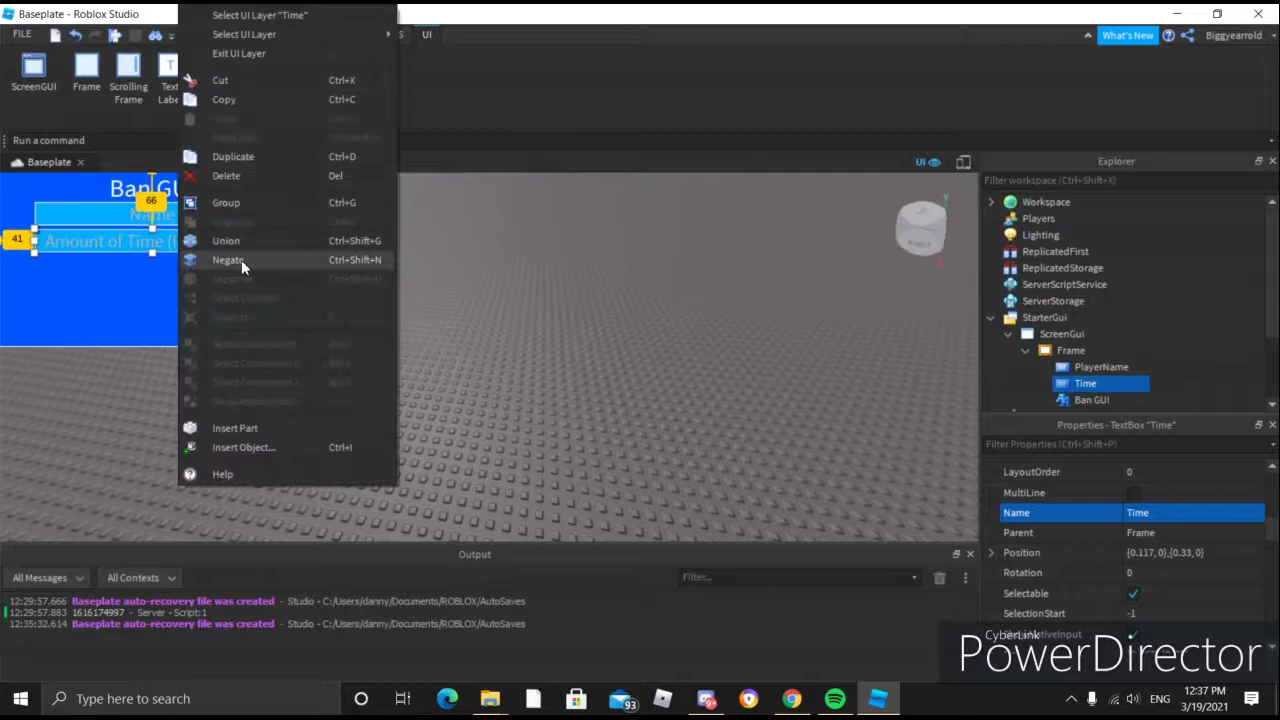 Baseplate - Roblox Studio
FILE
UI
What's New
Biggyearrold
ScreenGUI
Frame
Scrolling Frame
Text Labe
Run a command
Baseplate
UI
Ban GU
66
Name
41
Amount of Time (
Select UI Layer "Time"
Select UI Layer
Exit UI Layer
Cut Ctrl+X
Copy Ctrl+C
Duplicate Ctrl+D
Delete Del
Group Ctrl+G
Union Ctrl+Shift+G
Negate Ctrl+Shift+N
Insert Part
Insert Object... Ctrl+I
Help
Explorer
Filter workspace (Ctrl+Shift+X)
Workspace
Players
Lighting
ReplicatedFirst
ReplicatedStorage
ServerScriptService
ServerStorage
StarterGui
ScreenGui
Frame
PlayerName
Time
Ban GUI
Properties - TextBox "Time"
Filter Properties (Ctrl+Shift+P)
LayoutOrder 0
MultiLine
Name Time
Parent Frame
Position {0.117, 0},{0.33, 0}
Rotation 0
Selectable
SelectionStart -1
Output
All Messages All Contexts Filter...
12:29:57.666 Baseplate auto-recovery file was created - Studio - C:/Users/danny/Documents/ROBLOX/AutoSaves
12:29:57.883 1616174997 - Server - Script:1
12:35:32.614 Baseplate auto-recovery file was created - Studio - C:/Users/danny/Documents/ROBLOX/AutoSaves
CyberLink
PowerDirector
Type here to search
93
9+
ENG
12:37 PM
3/19/2021